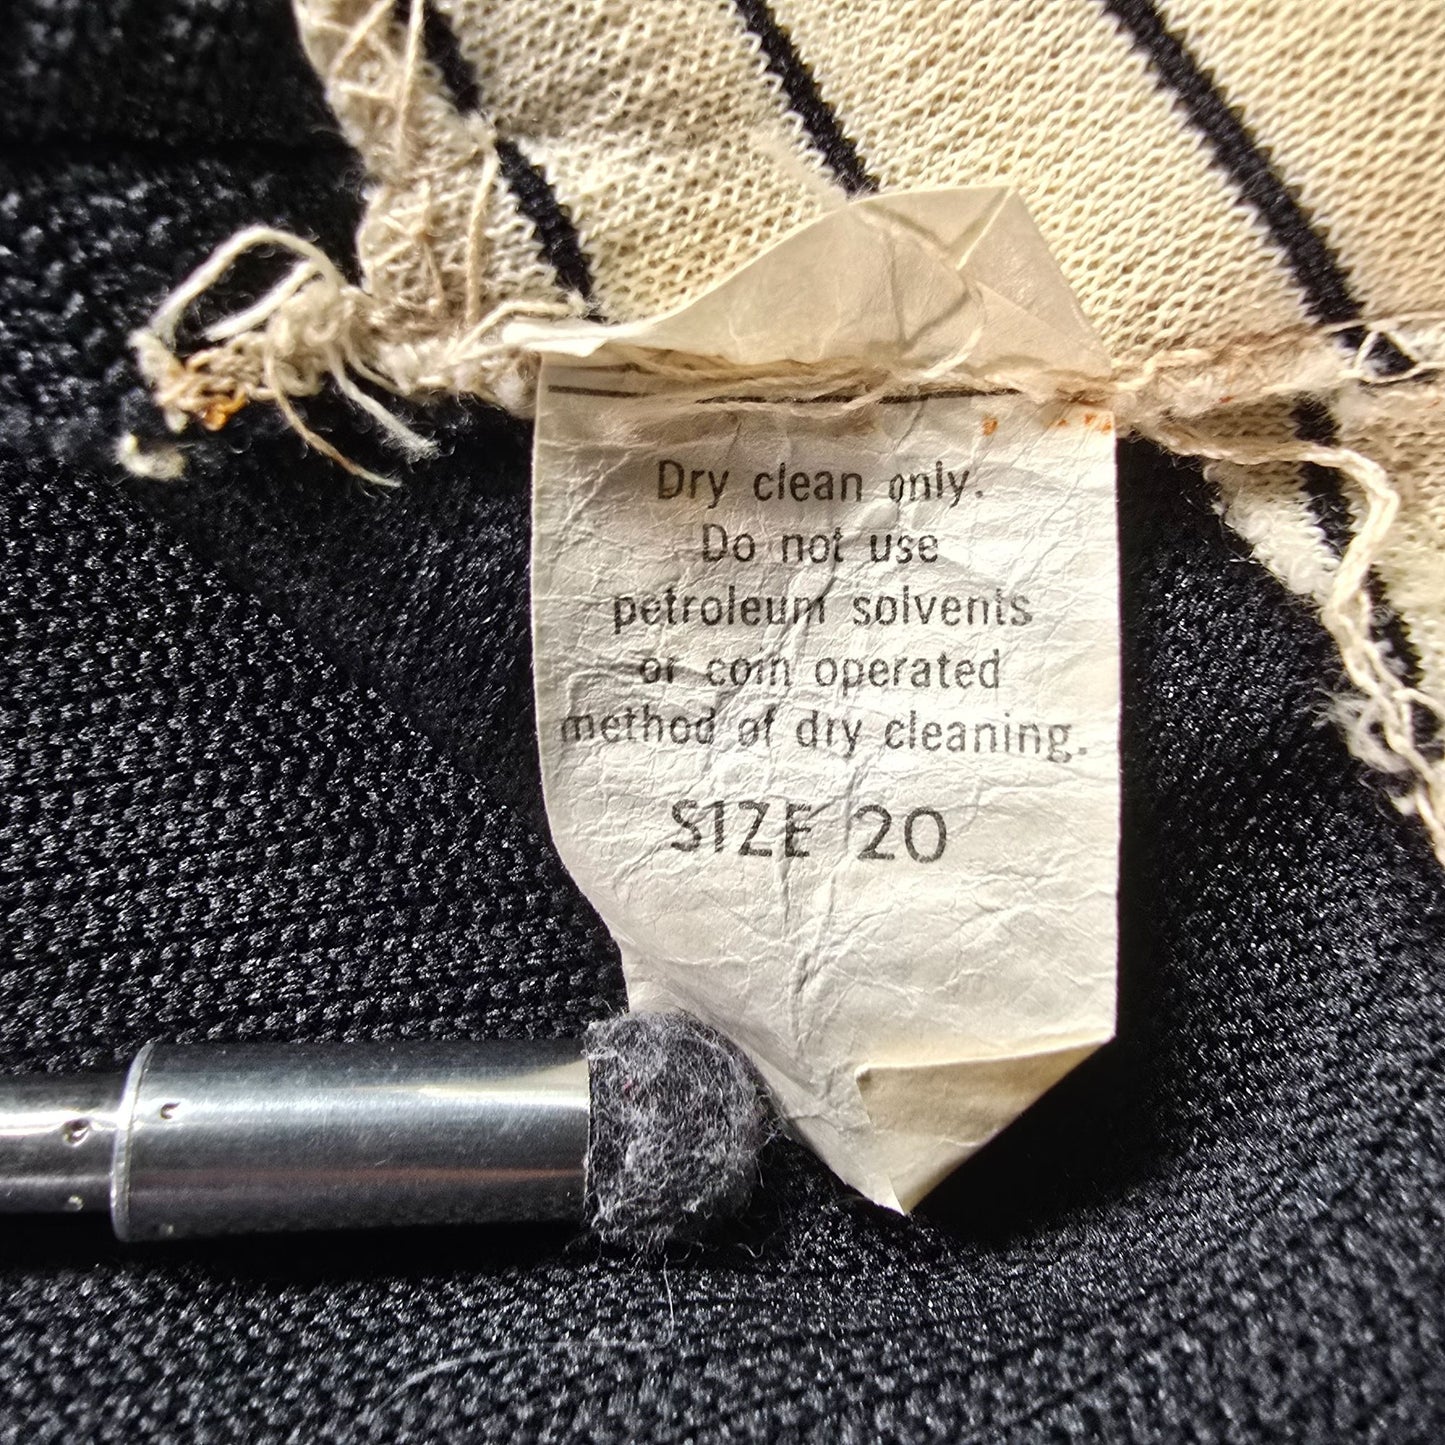 Dry clean only.
Do not use
petroleum solvents
or coin operated
method of dry cleaning.
SIZE 20